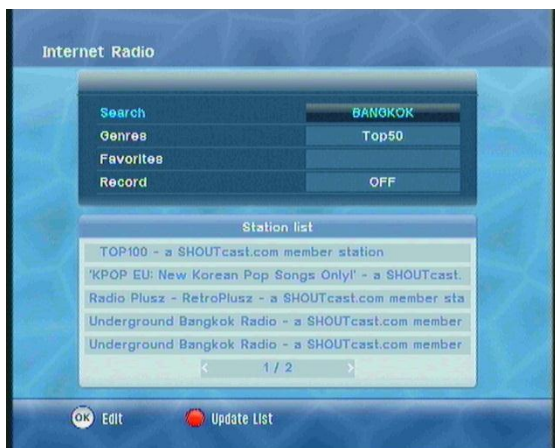 Internet Radio
Search BANGKOK
Genres Top50
Favorites
Record OFF
Station list
TOP100 - a SHOUTcast.com member station
'KPOP EU: New Korean Pop Songs Only!' - a SHOUTcast.
Radio Plusz - RetroPlusz - a SHOUTcast.com member sta
Underground Bangkok Radio - a SHOUTcast.com member
Underground Bangkok Radio - a SHOUTcast.com member
< 1 / 2 >
OK Edit Update List